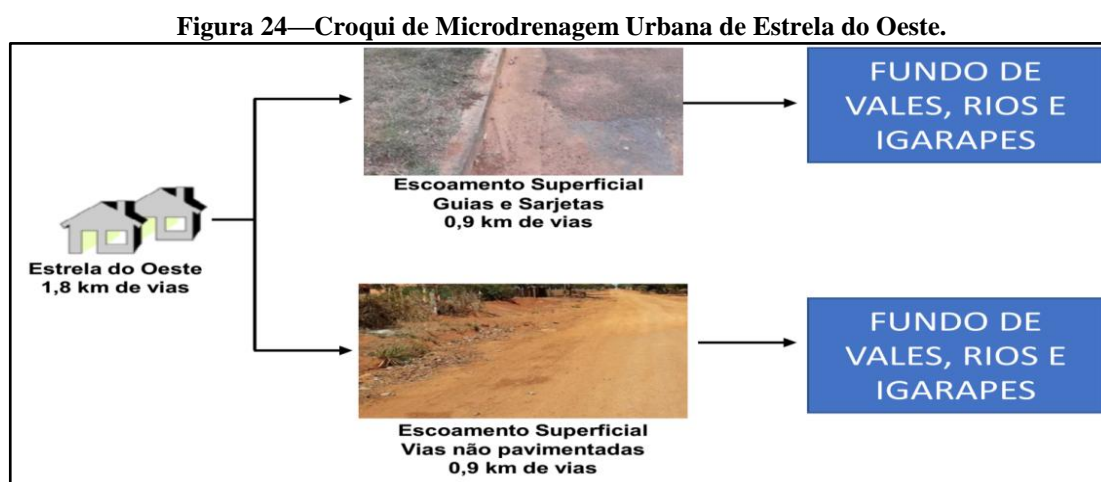 Figura 24—Croqui de Microdrenagem Urbana de Estrela do Oeste.
Estrela do Oeste
1,8 km de vias
Escoamento Superficial
Guias e Sarjetas
0,9 km de vias
FUNDO DE
VALES, RIOS E
IGARAPES
Escoamento Superficial
Vias não pavimentadas
0,9 km de vias
FUNDO DE
VALES, RIOS E
IGARAPES